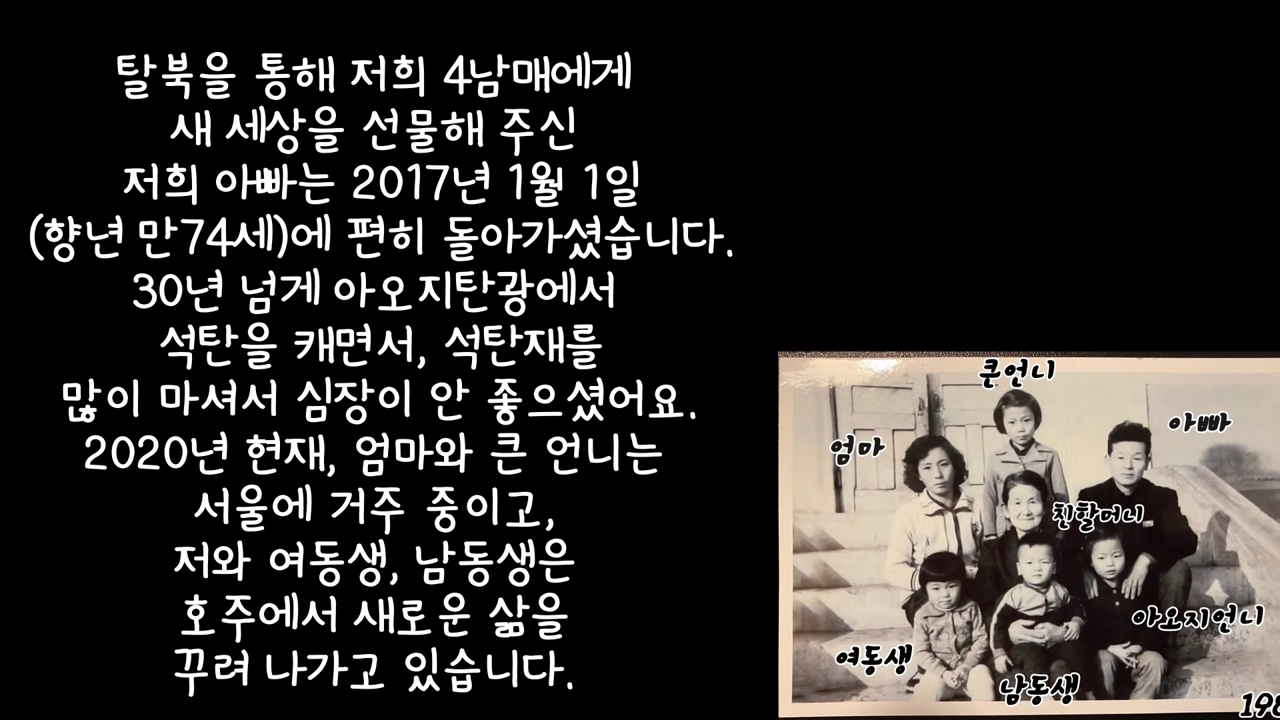 탈북을 통해 저희 4남매에게
새 세상을 선물해 주신
저희 아빠는 2017년 1월 1일
(향년 만74세)에 편히 돌아가셨습니다.
30년 넘게 아오지탄광에서
석탄을 캐면서, 석탄재를
많이 마셔서 심장이 안 좋으셨어요.
2020년 현재, 엄마와 큰 언니는
서울에 거주 중이고,
저와 여동생, 남동생은
호주에서 새로운 삶을
꾸려 나가고 있습니다.
큰언니
아빠
엄마
친할머니
아오지언니
여동생
남동생